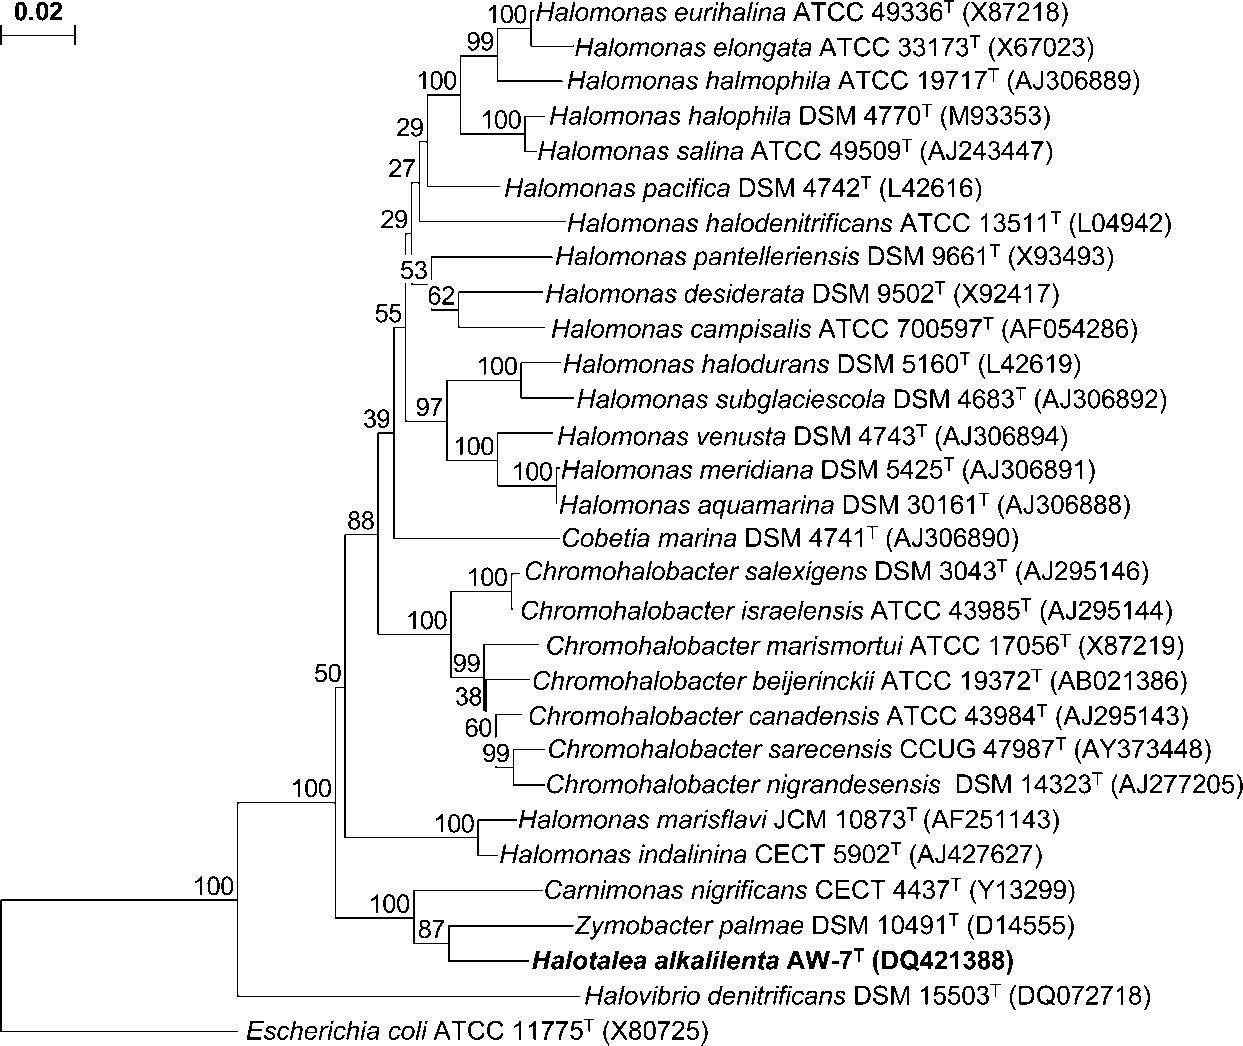 0.02
100 Halomonas eurihalina ATCC 49336ᵀ (X87218)
99 Halomonas elongata ATCC 33173ᵀ (X67023)
100 Halomonas halmophila ATCC 19717ᵀ (AJ306889)
100 Halomonas halophila DSM 4770ᵀ (M93353)
29
Halomonas salina ATCC 49509ᵀ (AJ243447)
27
Halomonas pacifica DSM 4742ᵀ (L42616)
29 Halomonas halodenitrificans ATCC 13511ᵀ (L04942)
Halomonas pantelleriensis DSM 9661ᵀ (X93493)
53
62 Halomonas desiderata DSM 9502ᵀ (X92417)
55
Halomonas campisalis ATCC 700597ᵀ (AF054286)
100 Halomonas halodurans DSM 5160ᵀ (L42619)
Halomonas subglaciescola DSM 4683ᵀ (AJ306892)
97
39
Halomonas venusta DSM 4743ᵀ (AJ306894)
100
100 Halomonas meridiana DSM 5425ᵀ (AJ306891)
Halomonas aquamarina DSM 30161ᵀ (AJ306888)
88
Cobetia marina DSM 4741ᵀ (AJ306890)
100 Chromohalobacter salexigens DSM 3043ᵀ (AJ295146)
Chromohalobacter israelensis ATCC 43985ᵀ (AJ295144)
100
Chromohalobacter marismortui ATCC 17056ᵀ (X87219)
99
50
Chromohalobacter beijerinckii ATCC 19372ᵀ (AB021386)
38
Chromohalobacter canadensis ATCC 43984ᵀ (AJ295143)
60
99 Chromohalobacter sarecensis CCUG 47987ᵀ (AY373448)
Chromohalobacter nigrandesensis DSM 14323ᵀ (AJ277205)
100
100 Halomonas marisflavi JCM 10873ᵀ (AF251143)
Halomonas indalinina CECT 5902ᵀ (AJ427627)
100
Carnimonas nigrificans CECT 4437ᵀ (Y13299)
100
87 Zymobacter palmae DSM 10491ᵀ (D14555)
Halotalea alkalilenta AW-7ᵀ (DQ421388)
Halovibrio denitrificans DSM 15503ᵀ (DQ072718)
Escherichia coli ATCC 11775ᵀ (X80725)